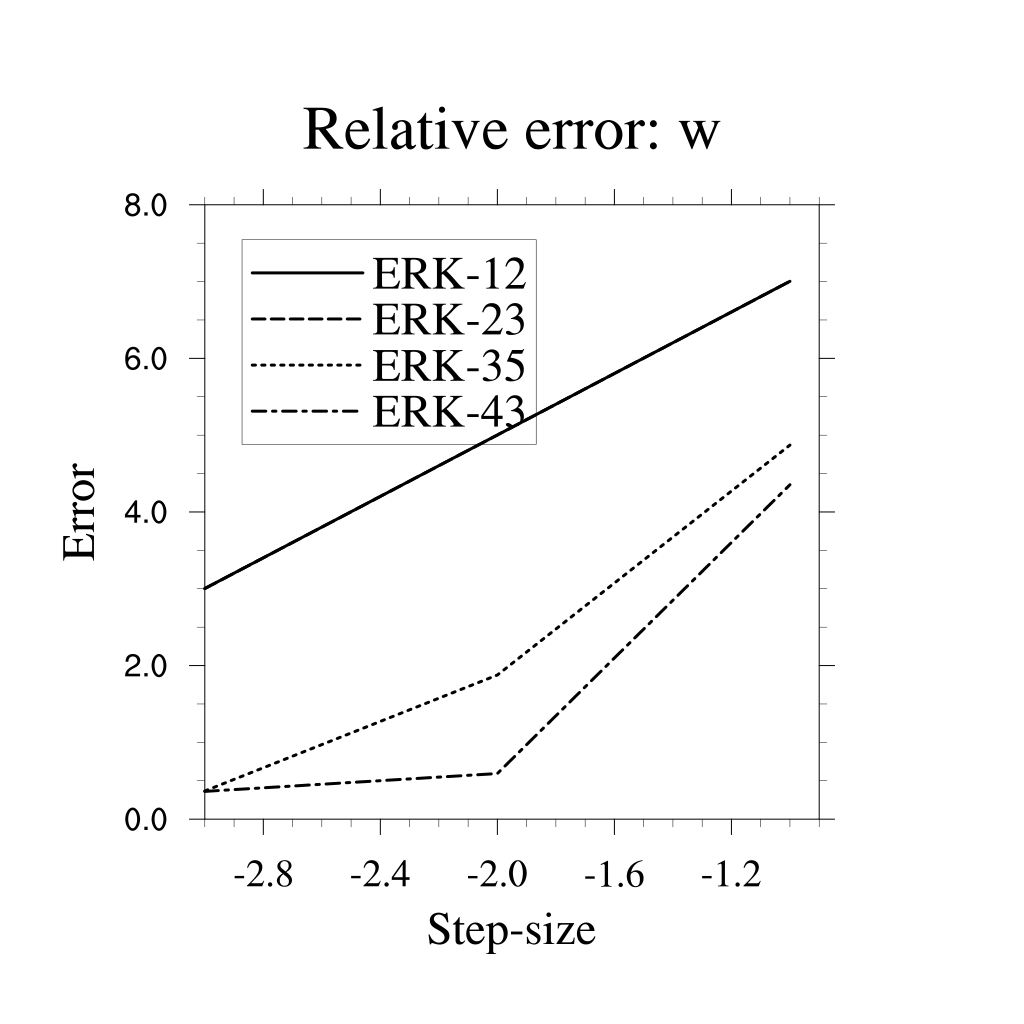 Relative error: w
8.0
6.0
4.0
2.0
0.0
Error
ERK-12
ERK-23
ERK-35
ERK-43
-2.8 -2.4 -2.0 -1.6 -1.2
Step-size